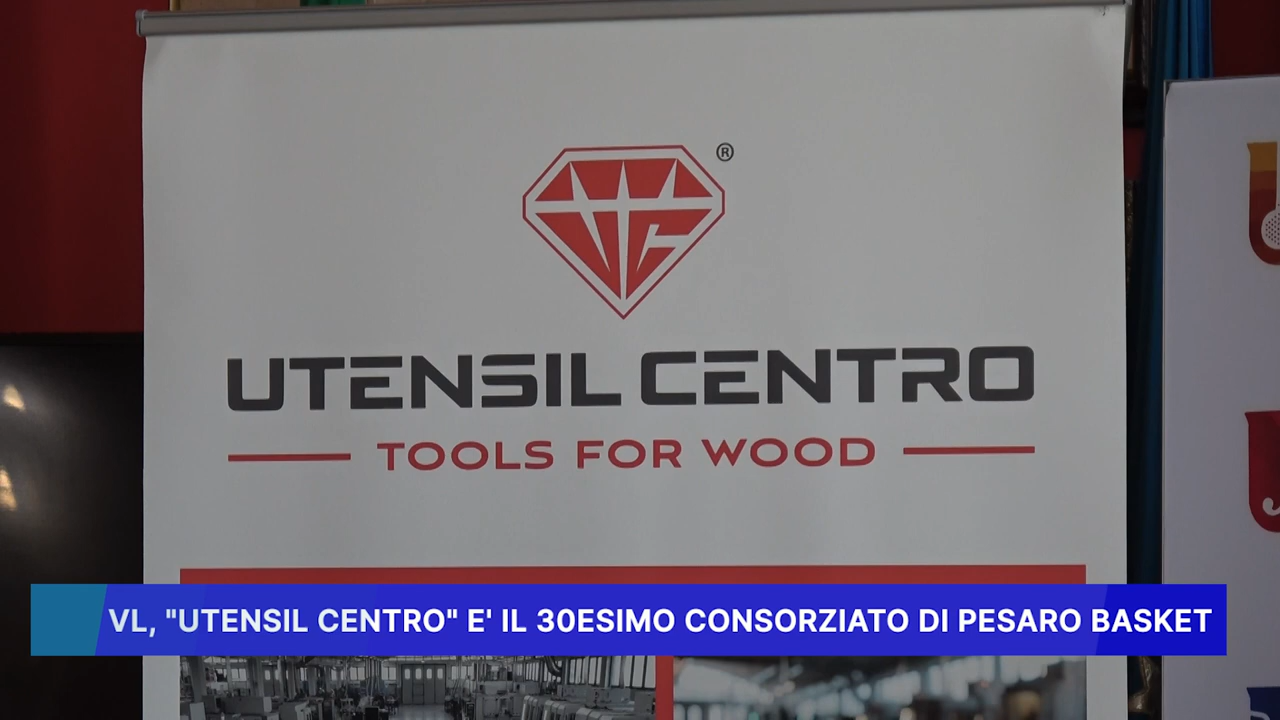 ®
UTENSIL CENTRO
TOOLS FOR WOOD
VL, "UTENSIL CENTRO" E' IL 30ESIMO CONSORZIATO DI PESARO BASKET